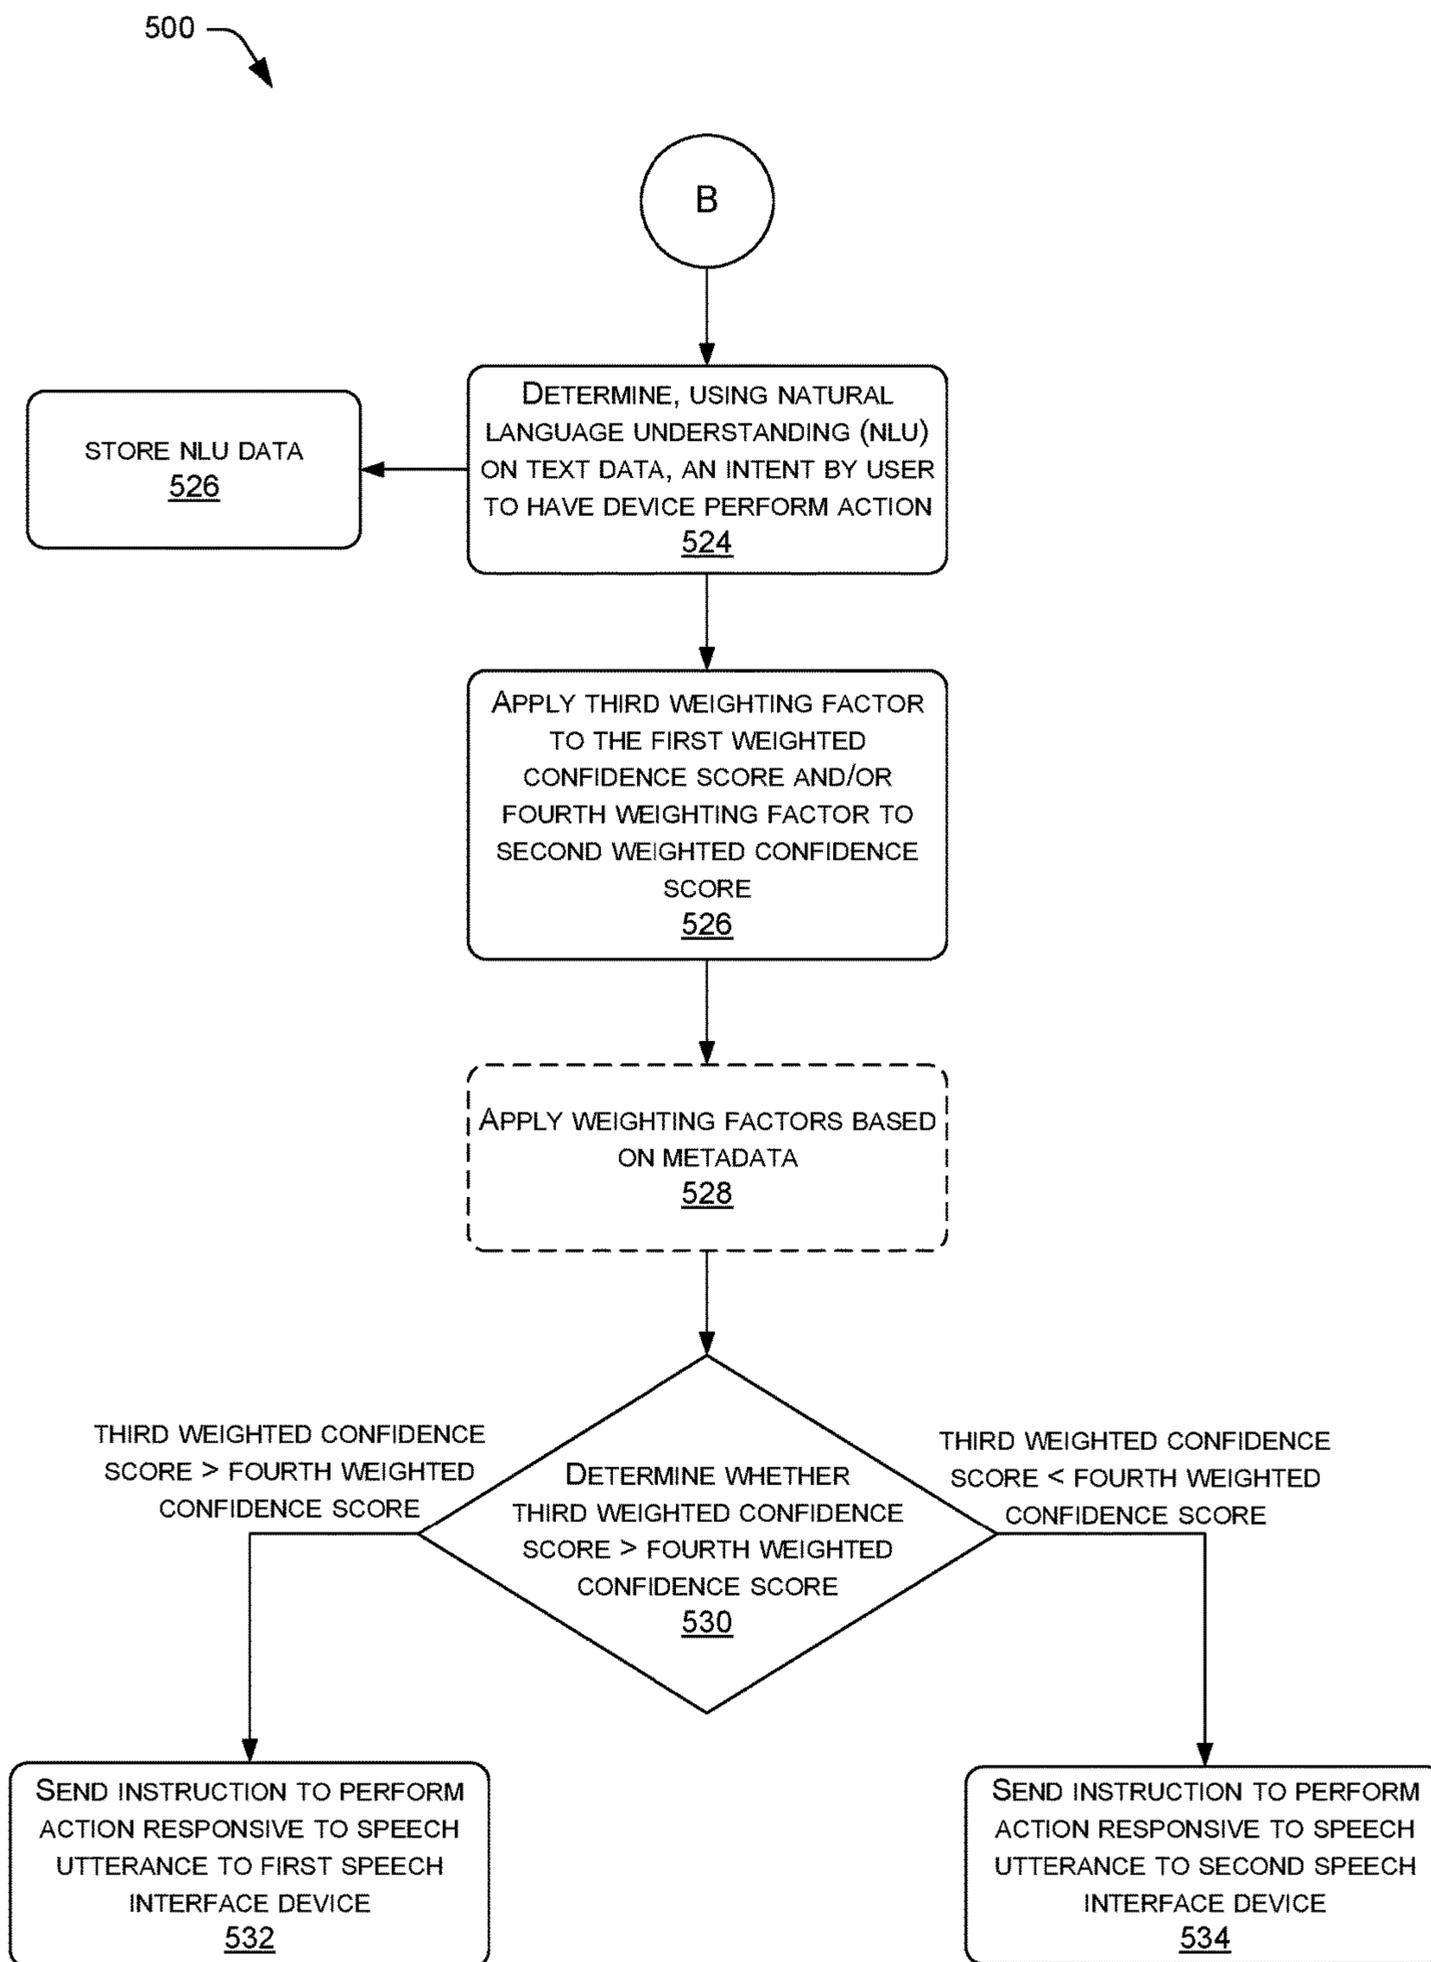 500
B
DETERMINE, USING NATURAL
LANGUAGE UNDERSTANDING (NLU)
ON TEXT DATA, AN INTENT BY USER
TO HAVE DEVICE PERFORM ACTION
524
STORE NLU DATA
526
APPLY THIRD WEIGHTING FACTOR
TO THE FIRST WEIGHTED
CONFIDENCE SCORE AND/OR
FOURTH WEIGHTING FACTOR TO
SECOND WEIGHTED CONFIDENCE
SCORE
526
APPLY WEIGHTING FACTORS BASED
ON METADATA
528
THIRD WEIGHTED CONFIDENCE
SCORE > FOURTH WEIGHTED
CONFIDENCE SCORE
DETERMINE WHETHER
THIRD WEIGHTED CONFIDENCE
SCORE > FOURTH WEIGHTED
CONFIDENCE SCORE
530
THIRD WEIGHTED CONFIDENCE
SCORE < FOURTH WEIGHTED
CONFIDENCE SCORE
SEND INSTRUCTION TO PERFORM
ACTION RESPONSIVE TO SPEECH
UTTERANCE TO FIRST SPEECH
INTERFACE DEVICE
532
SEND INSTRUCTION TO PERFORM
ACTION RESPONSIVE TO SPEECH
UTTERANCE TO SECOND SPEECH
INTERFACE DEVICE
534